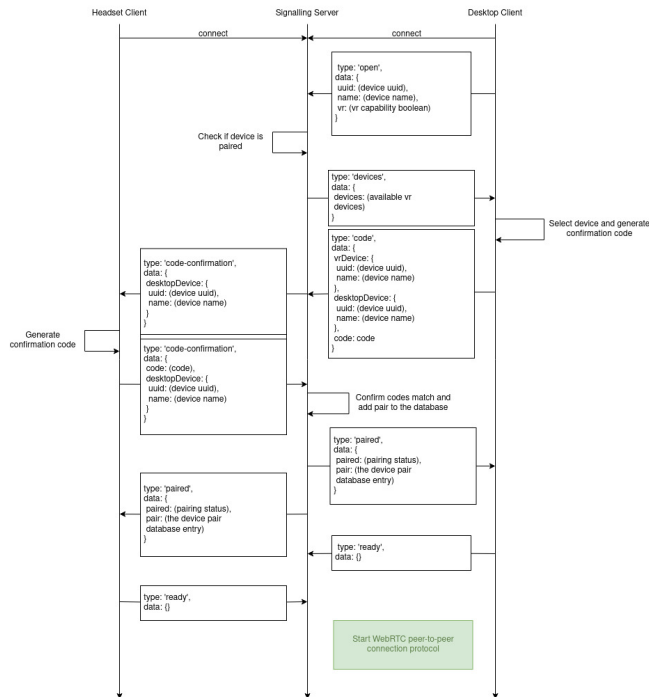 Headset Client
Signalling Server
Desktop Client
connect
connect
type: 'open',
data: {
uuid: (device uuid),
name: (device name),
vr: (vr capability boolean)
}
Check if device is
paired
type: 'devices',
data: {
devices: (available vr
devices)
}
Select device and generate
confirmation code
type: 'code',
data: {
vrDevice: {
uuid: (device uuid),
name: (device name)
},
desktopDevice: {
uuid: (device uuid),
name: (device name)
},
code: code
}
type: 'code-confirmation',
data: {
desktopDevice: {
uuid: (device uuid),
name: (device name)
}
}
Generate
confirmation code
type: 'code-confirmation',
data: {
code: (code),
desktopDevice: {
uuid: (device uuid),
name: (device name)
}
}
Confirm codes match and
add pair to the database
type: 'paired',
data: {
paired: (pairing status),
pair: (the device pair
database entry)
}
type: 'paired',
data: {
paired: (pairing status),
pair: (the device pair
database entry)
}
type: 'ready',
data: {}
type: 'ready',
data: {}
Start WebRTC peer-to-peer
connection protocol